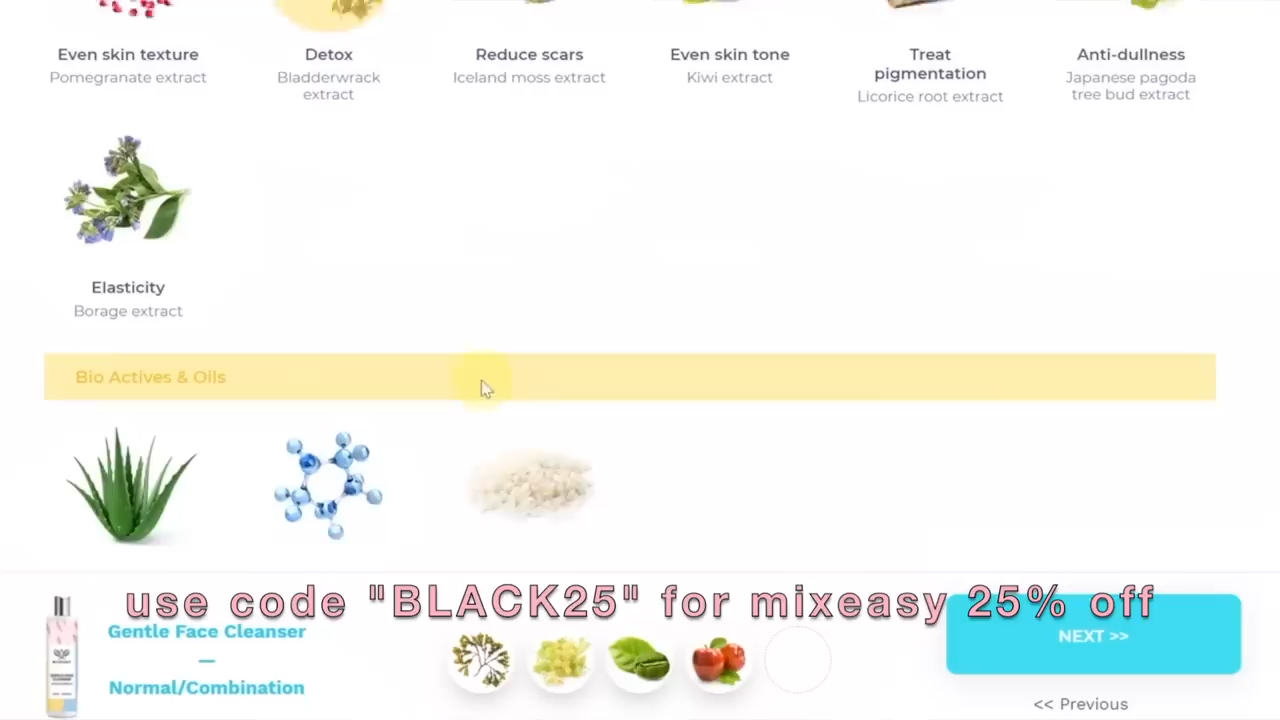 Even skin texture
Pomegranate extract
Detox
Bladderwrack
extract
Reduce scars
Iceland moss extract
Even skin tone
Kiwi extract
Treat
pigmentation
Licorice root extract
Anti-dullness
Japanese pagoda
tree bud extract
Elasticity
Borage extract
Bio Actives & Oils
use code "BLACK25" for mixeasy 25% off
Gentle Face Cleanser
Normal/Combination
NEXT >>
<< Previous